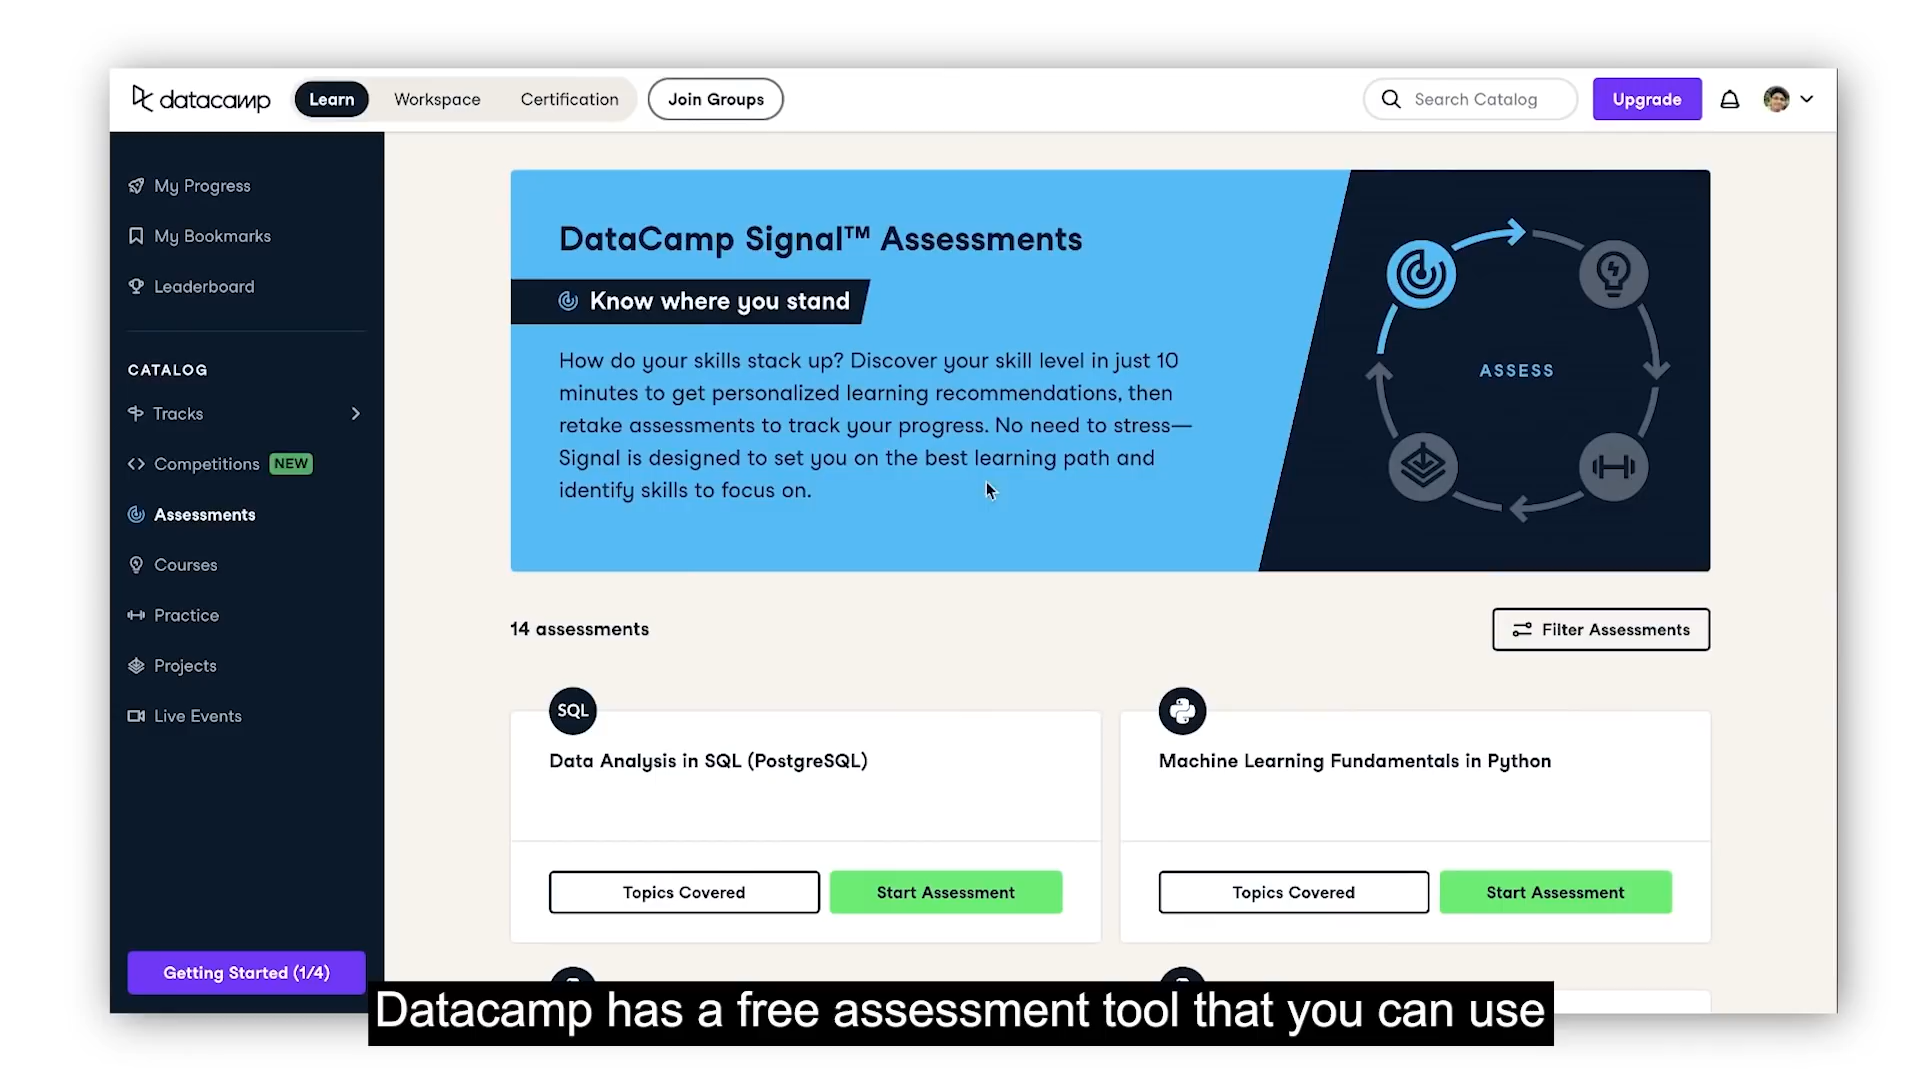 datacamp
Learn
Workspace
Certification
Join Groups
Search Catalog
Upgrade
My Progress
My Bookmarks
Leaderboard
CATALOG
Tracks
Competitions NEW
Assessments
Courses
Practice
Projects
Live Events
Getting Started (1/4)
DataCamp Signal™ Assessments
Know where you stand
How do your skills stack up? Discover your skill level in just 10
minutes to get personalized learning recommendations, then
retake assessments to track your progress. No need to stress—
Signal is designed to set you on the best learning path and
identify skills to focus on.
ASSESS
14 assessments
Filter Assessments
SQL
Data Analysis in SQL (PostgreSQL)
Topics Covered
Start Assessment
Machine Learning Fundamentals in Python
Topics Covered
Start Assessment
Datacamp has a free assessment tool that you can use